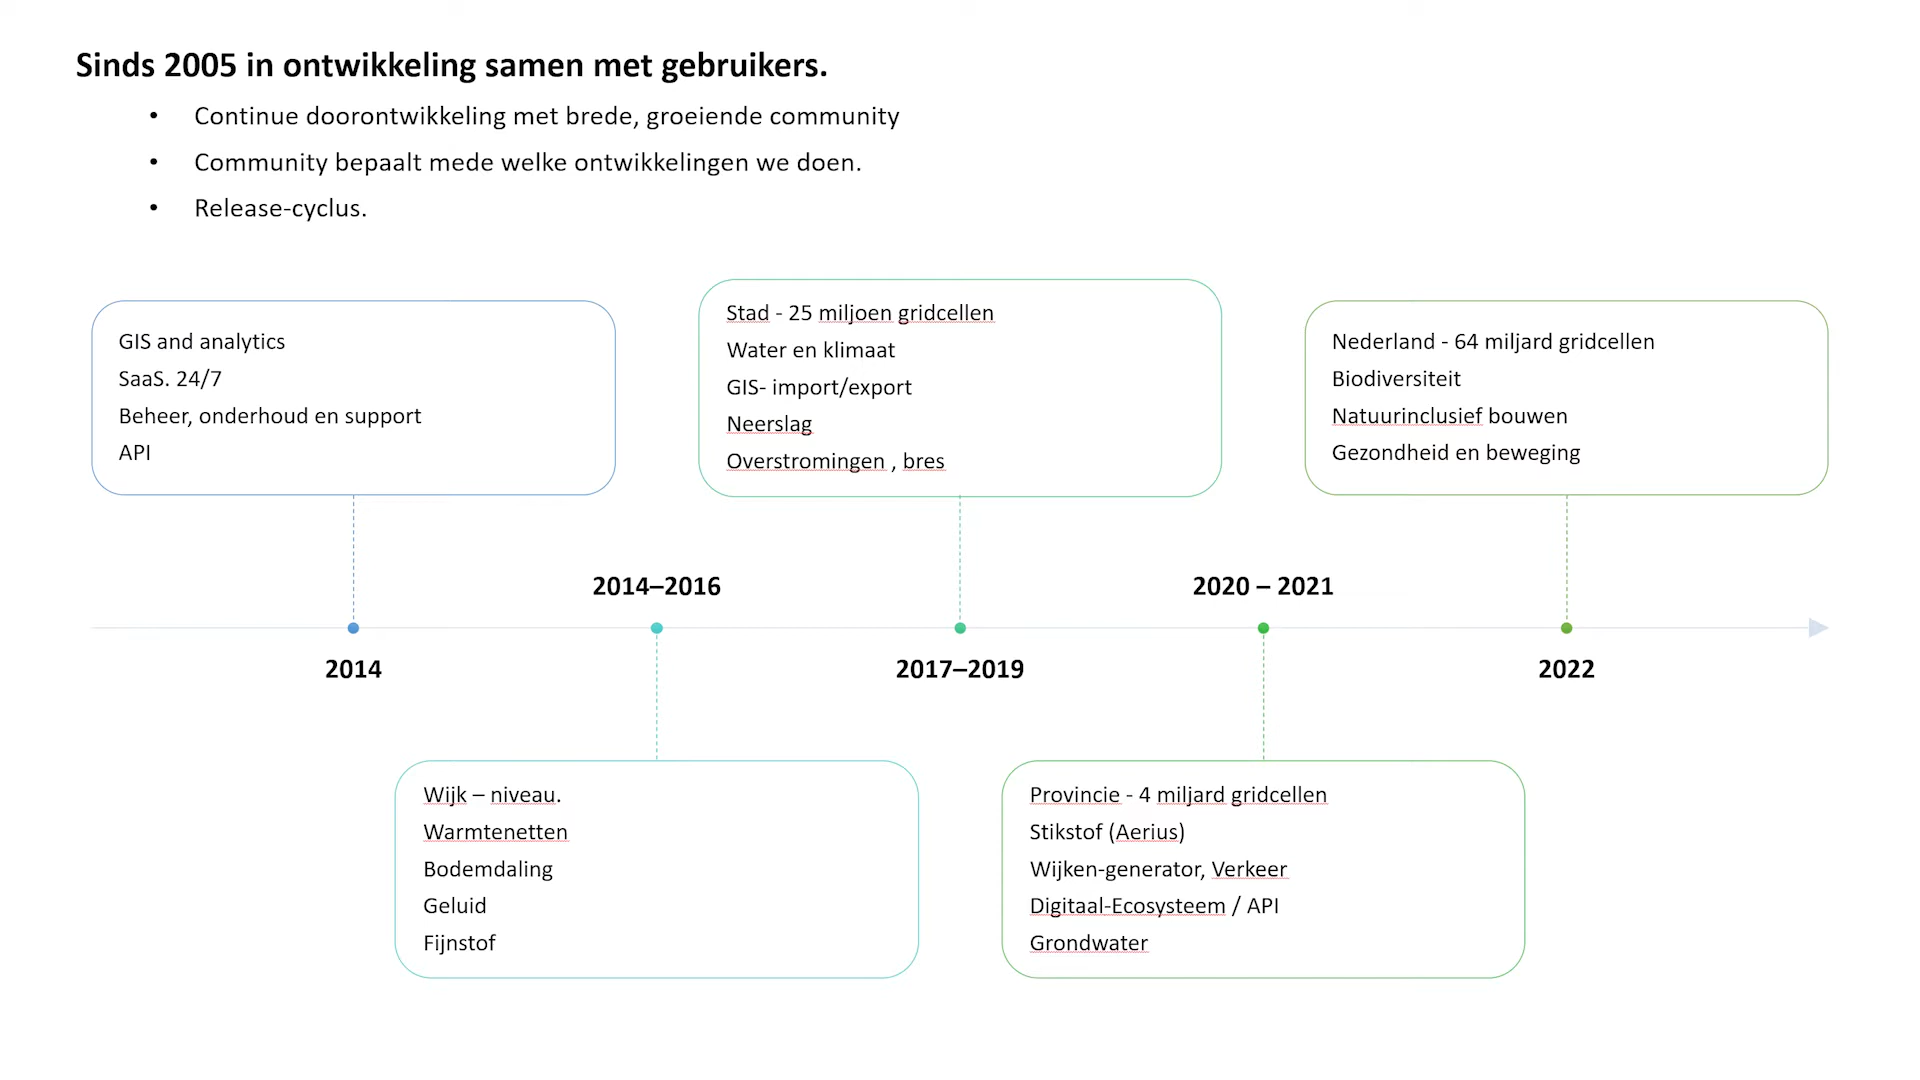 Sinds 2005 in ontwikkeling samen met gebruikers.
• Continue doorontwikkeling met brede, groeiende community
• Community bepaalt mede welke ontwikkelingen we doen.
• Release-cyclus.
GIS and analytics
SaaS. 24/7
Beheer, onderhoud en support
API
2014
2014–2016
Wijk – niveau.
Warmtenetten
Bodemdaling
Geluid
Fijnstof
Stad - 25 miljoen gridcellen
Water en klimaat
GIS- import/export
Neerslag
Overstromingen , bres
2017–2019
2020 – 2021
Provincie - 4 miljard gridcellen
Stikstof (Aerius)
Wijken-generator, Verkeer
Digitaal-Ecosysteem / API
Grondwater
Nederland - 64 miljard gridcellen
Biodiversiteit
Natuurinclusief bouwen
Gezondheid en beweging
2022